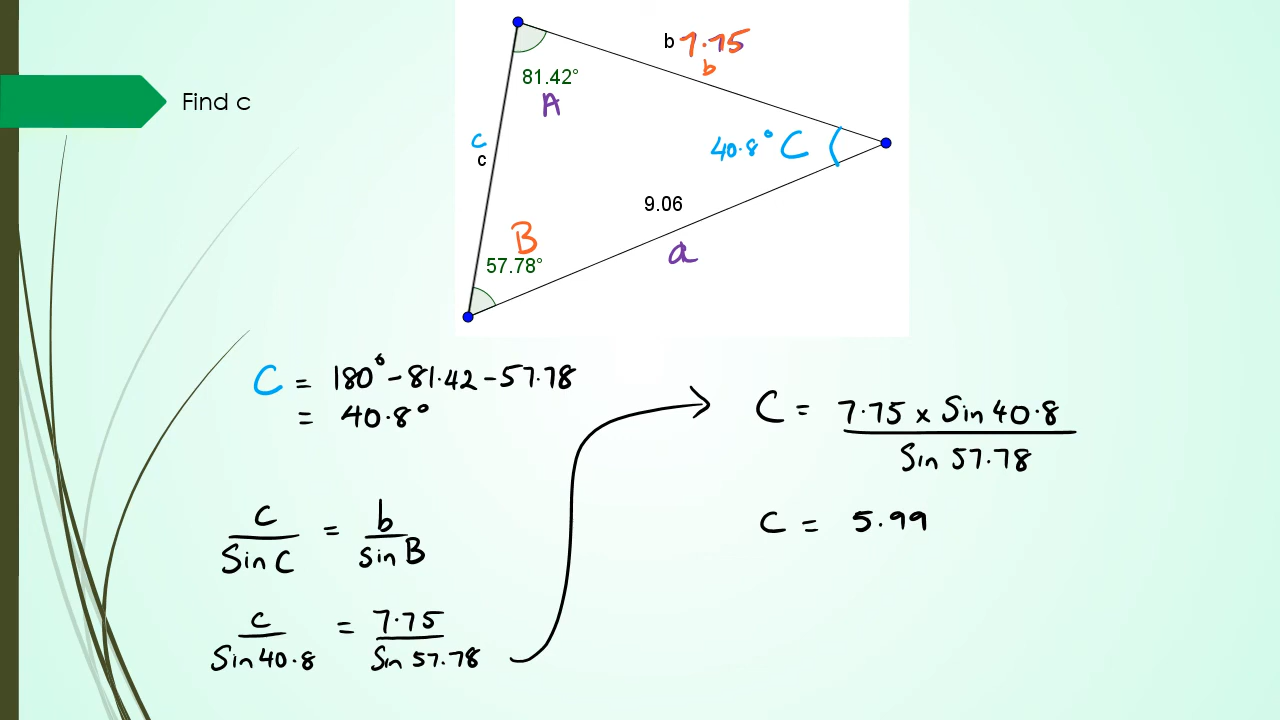 Find c
b 7.75
b
81.42°
A
c
c
40.8° C
9.06
a
B
57.78°
C = 180° - 81.42 - 57.78
= 40.8°
c / Sin C = b / sin B
c / Sin 40.8 = 7.75 / Sin 57.78
C = 7.75 x Sin 40.8 / Sin 57.78
C = 5.99